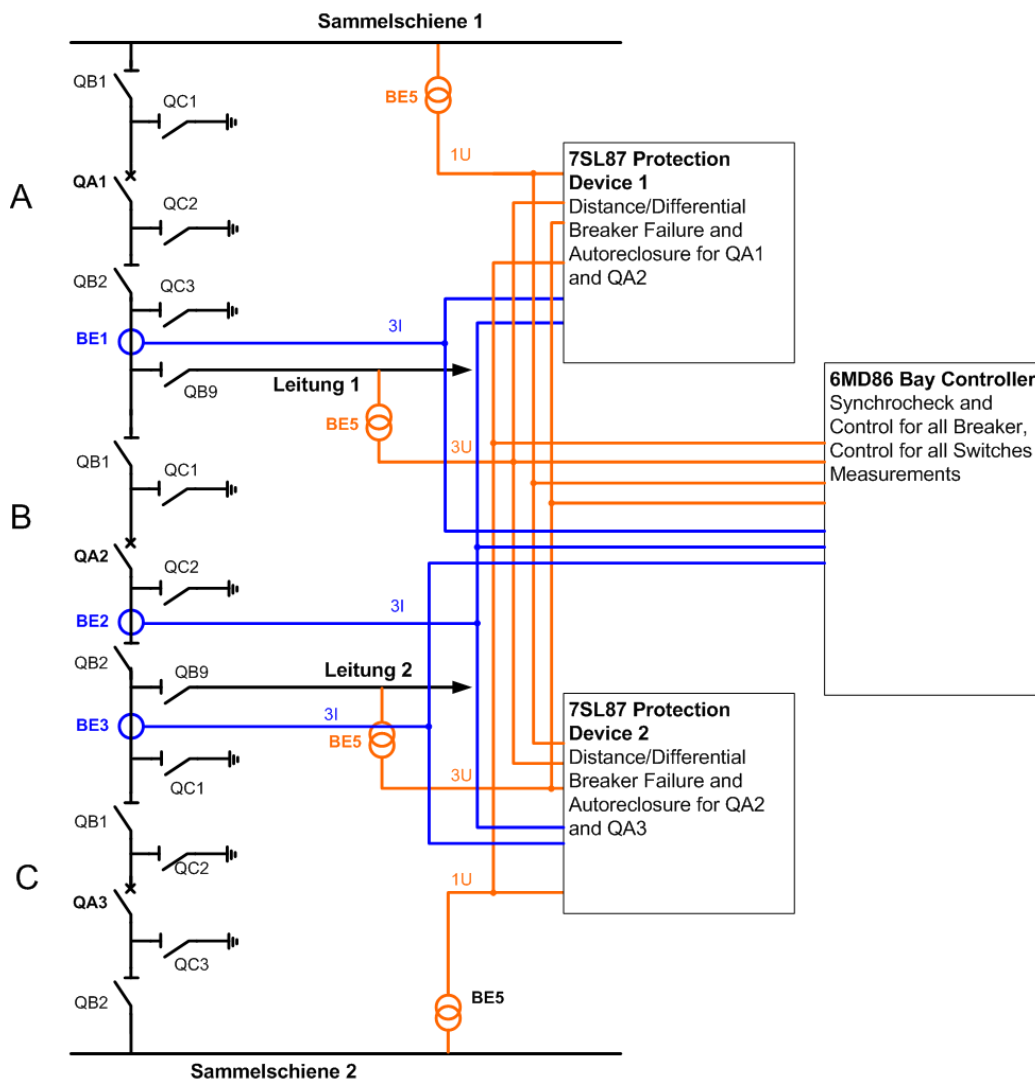 Sammelschiene 1
QB1
QC1
BE5
1U
7SL87 Protection
Device 1
Distance/Differential
Breaker Failure and
Autoreclosure for QA1
and QA2
A
QA1
QC2
QB2
QC3
BE1
3I
QB9
Leitung 1
BE5
3U
6MD86 Bay Controller
Synchrocheck and
Control for all Breaker,
Control for all Switches
Measurements
QB1
QC1
B
QA2
QC2
BE2
3I
QB2
QB9
Leitung 2
BE3
3I
BE5
3U
QC1
7SL87 Protection
Device 2
Distance/Differential
Breaker Failure and
Autoreclosure for QA2
and QA3
QB1
QC2
C
QA3
1U
QC3
QB2
BE5
Sammelschiene 2